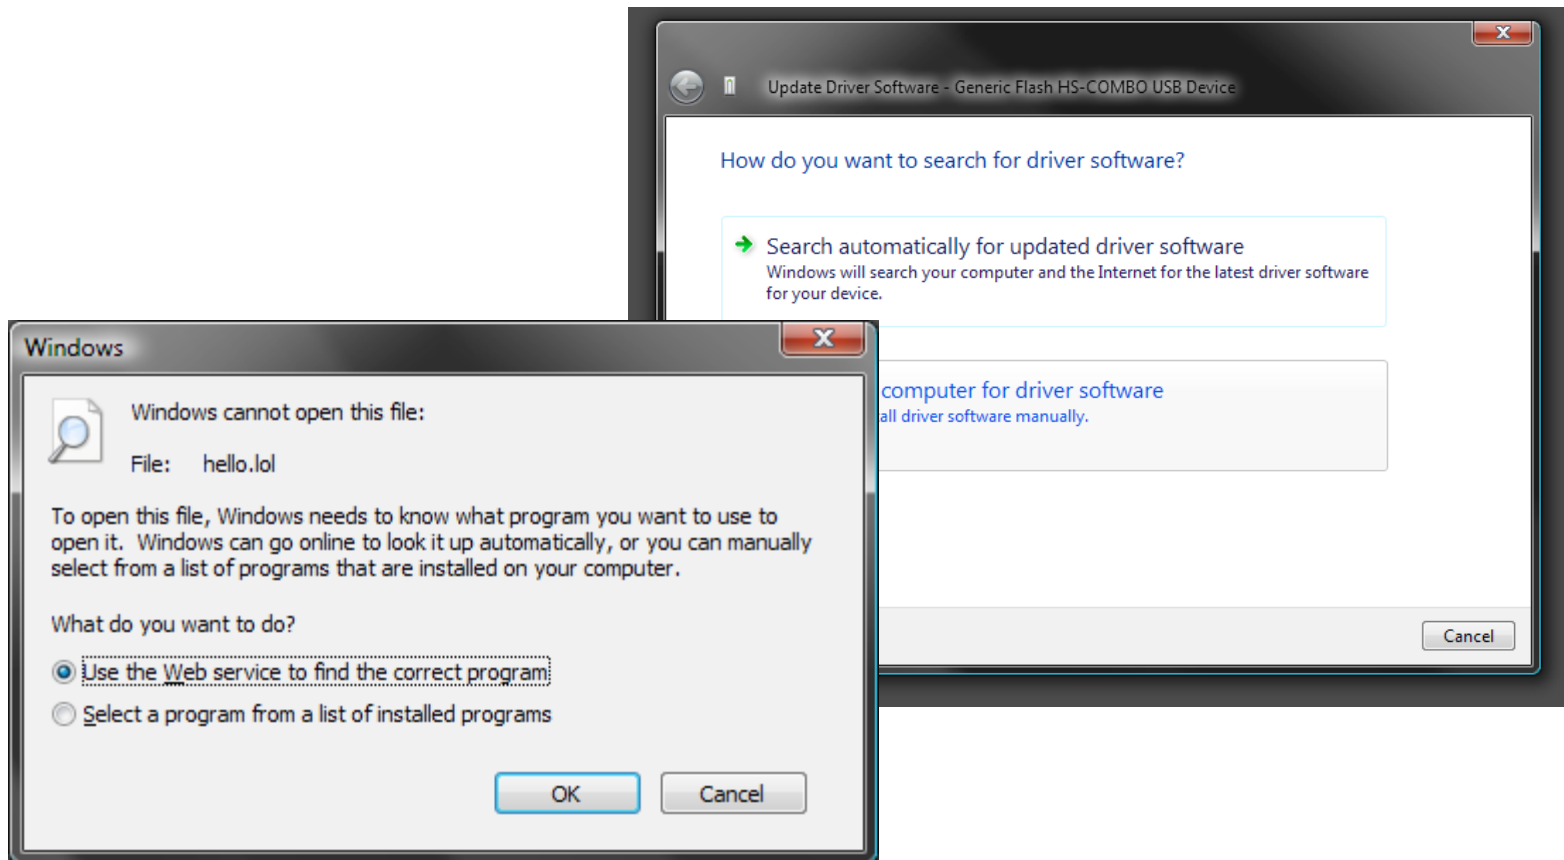 Update Driver Software - Generic Flash HS-COMBO USB Device
How do you want to search for driver software?
Search automatically for updated driver software
Windows will search your computer and the Internet for the latest driver software
for your device.
computer for driver software
all driver software manually.
Cancel
Windows
Windows cannot open this file:
File: hello.lol
To open this file, Windows needs to know what program you want to use to
open it. Windows can go online to look it up automatically, or you can manually
select from a list of programs that are installed on your computer.
What do you want to do?
Use the Web service to find the correct program
Select a program from a list of installed programs
OK
Cancel